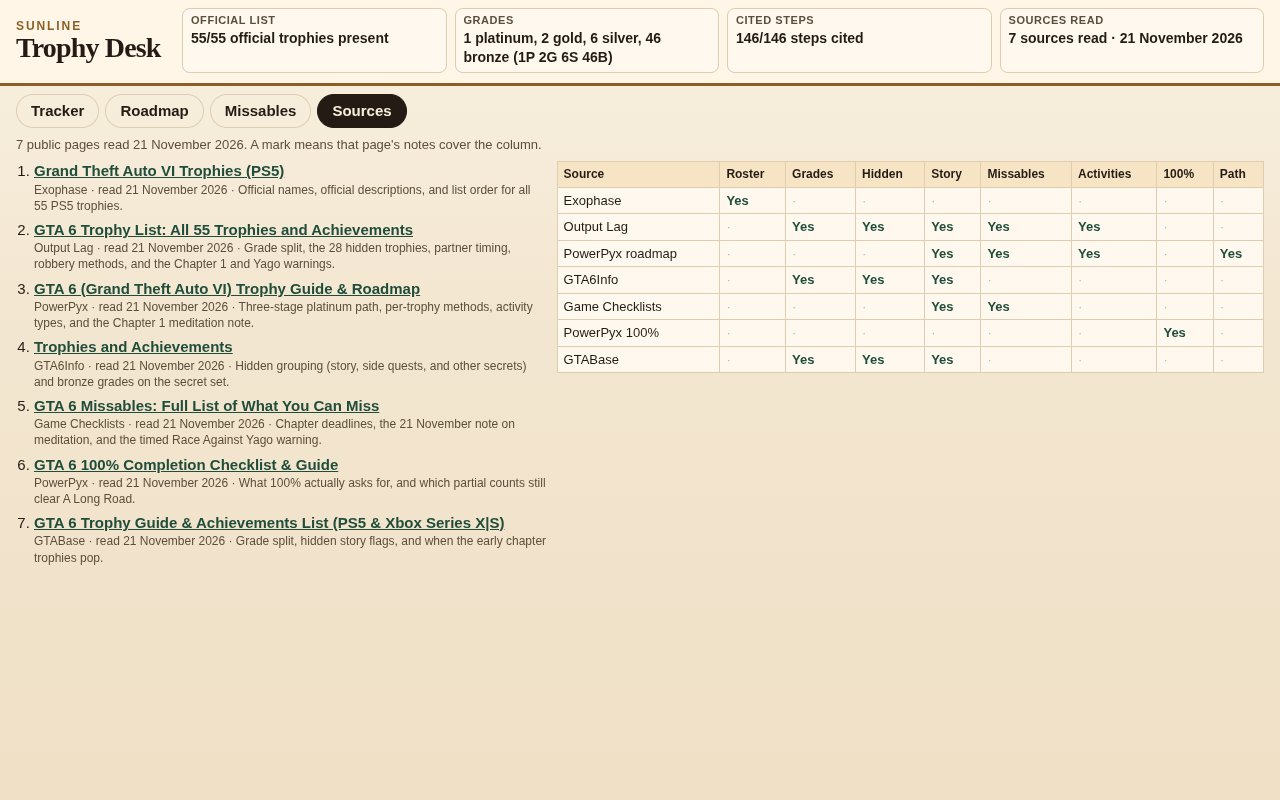 SUNLINE
Trophy Desk
OFFICIAL LIST
55/55 official trophies present
GRADES
1 platinum, 2 gold, 6 silver, 46
bronze (1P 2G 6S 46B)
CITED STEPS
146/146 steps cited
SOURCES READ
7 sources read · 21 November 2026
Tracker Roadmap Missables Sources
7 public pages read 21 November 2026. A mark means that page's notes cover the column.
1. Grand Theft Auto VI Trophies (PS5)
Exophase · read 21 November 2026 · Official names, official descriptions, and list order for all
55 PS5 trophies.
2. GTA 6 Trophy List: All 55 Trophies and Achievements
Output Lag · read 21 November 2026 · Grade split, the 28 hidden trophies, partner timing,
robbery methods, and the Chapter 1 and Yago warnings.
3. GTA 6 (Grand Theft Auto VI) Trophy Guide & Roadmap
PowerPyx · read 21 November 2026 · Three-stage platinum path, per-trophy methods, activity
types, and the Chapter 1 meditation note.
4. Trophies and Achievements
GTA6Info · read 21 November 2026 · Hidden grouping (story, side quests, and other secrets)
and bronze grades on the secret set.
5. GTA 6 Missables: Full List of What You Can Miss
Game Checklists · read 21 November 2026 · Chapter deadlines, the 21 November note on
meditation, and the timed Race Against Yago warning.
6. GTA 6 100% Completion Checklist & Guide
PowerPyx · read 21 November 2026 · What 100% actually asks for, and which partial counts still
clear A Long Road.
7. GTA 6 Trophy Guide & Achievements List (PS5 & Xbox Series X|S)
GTABase · read 21 November 2026 · Grade split, hidden story flags, and when the early chapter
trophies pop.
Source Roster Grades Hidden Story Missables Activities 100% Path
Exophase Yes · · · · · · ·
Output Lag · Yes Yes Yes Yes Yes · ·
PowerPyx roadmap · · · Yes Yes Yes · Yes
GTA6Info · Yes Yes Yes · · · ·
Game Checklists · · · Yes Yes · · ·
PowerPyx 100% · · · · · · Yes ·
GTABase · Yes Yes Yes · · · ·